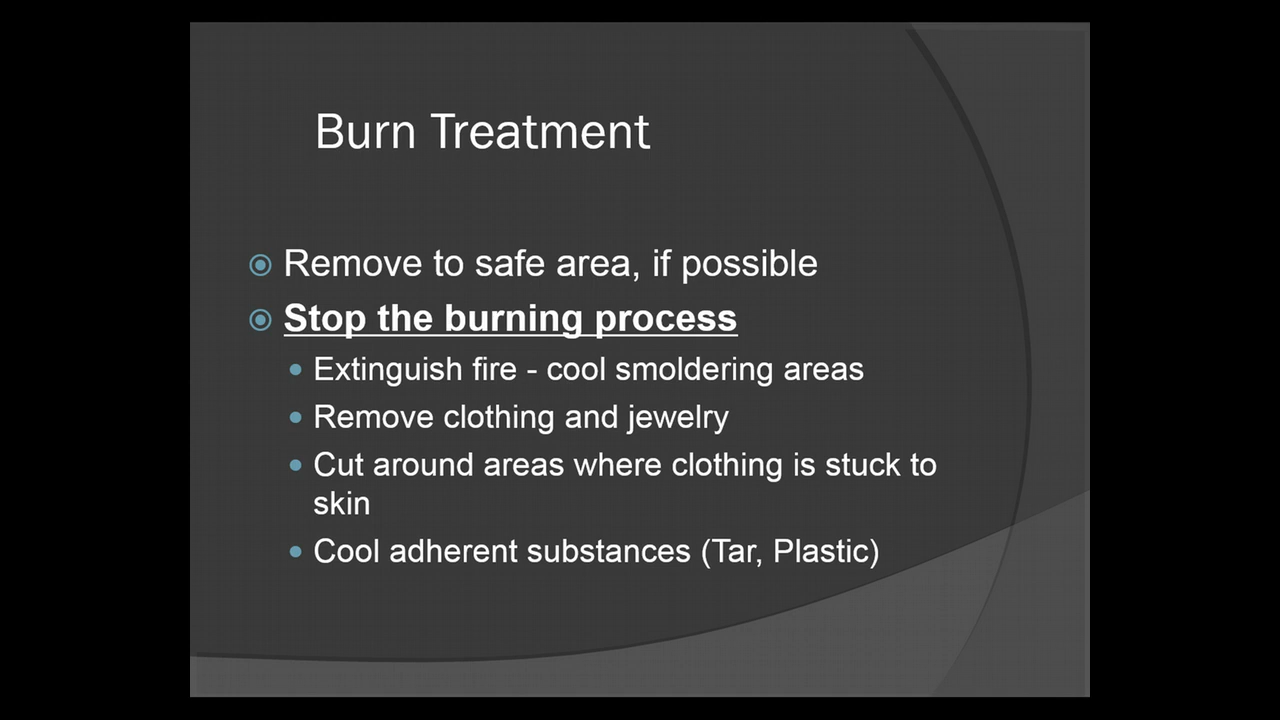 Burn Treatment
Remove to safe area, if possible
Stop the burning process
Extinguish fire - cool smoldering areas
Remove clothing and jewelry
Cut around areas where clothing is stuck to
skin
Cool adherent substances (Tar, Plastic)